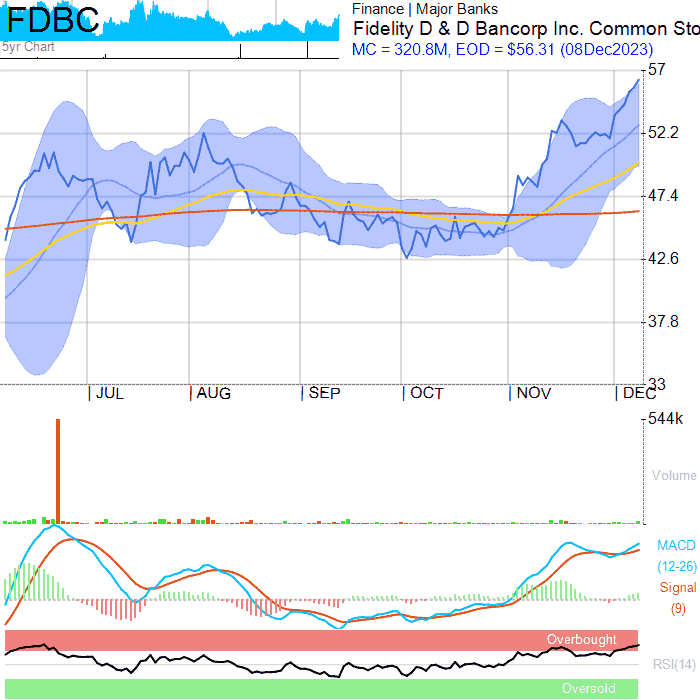 FDBC
5yr Chart
Finance | Major Banks
Fidelity D & D Bancorp Inc. Common Sto
MC = 320.8M, EOD = $56.31 (08Dec2023)
57
52.2
47.4
42.6
37.8
33
JUL
AUG
SEP
OCT
NOV
DEC
544k
Volume
MACD
(12-26)
Signal
(9)
Overbought
RSI(14)
Oversold